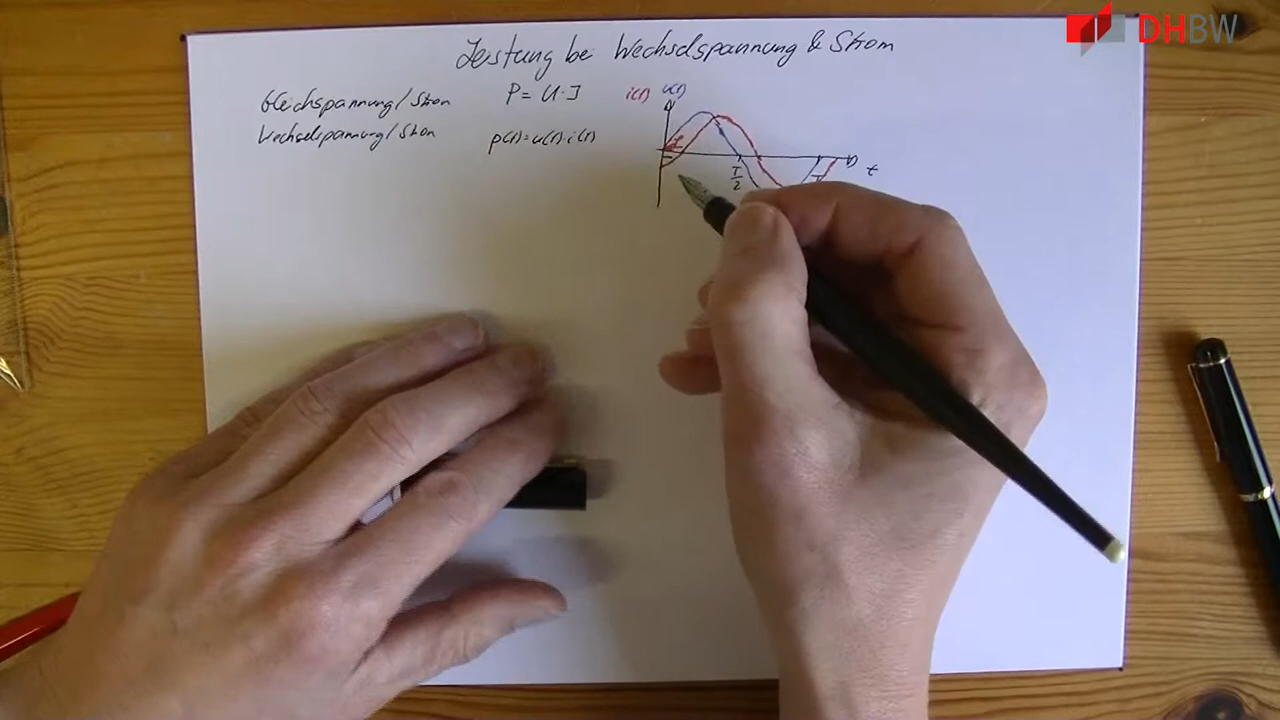 DHBW
Leistung bei Wechselspannung & Strom
Gleichspannung/Strom P = U·I
Wechselspannung/Strom p(t)=u(t)·i(t)
i(t) u(t)
T/2
t